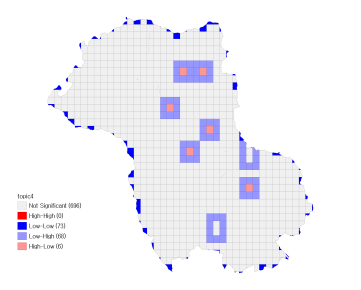 topic4
Not Significant (696)
High-High (0)
Low-Low (73)
Low-High (60)
High-Low (6)